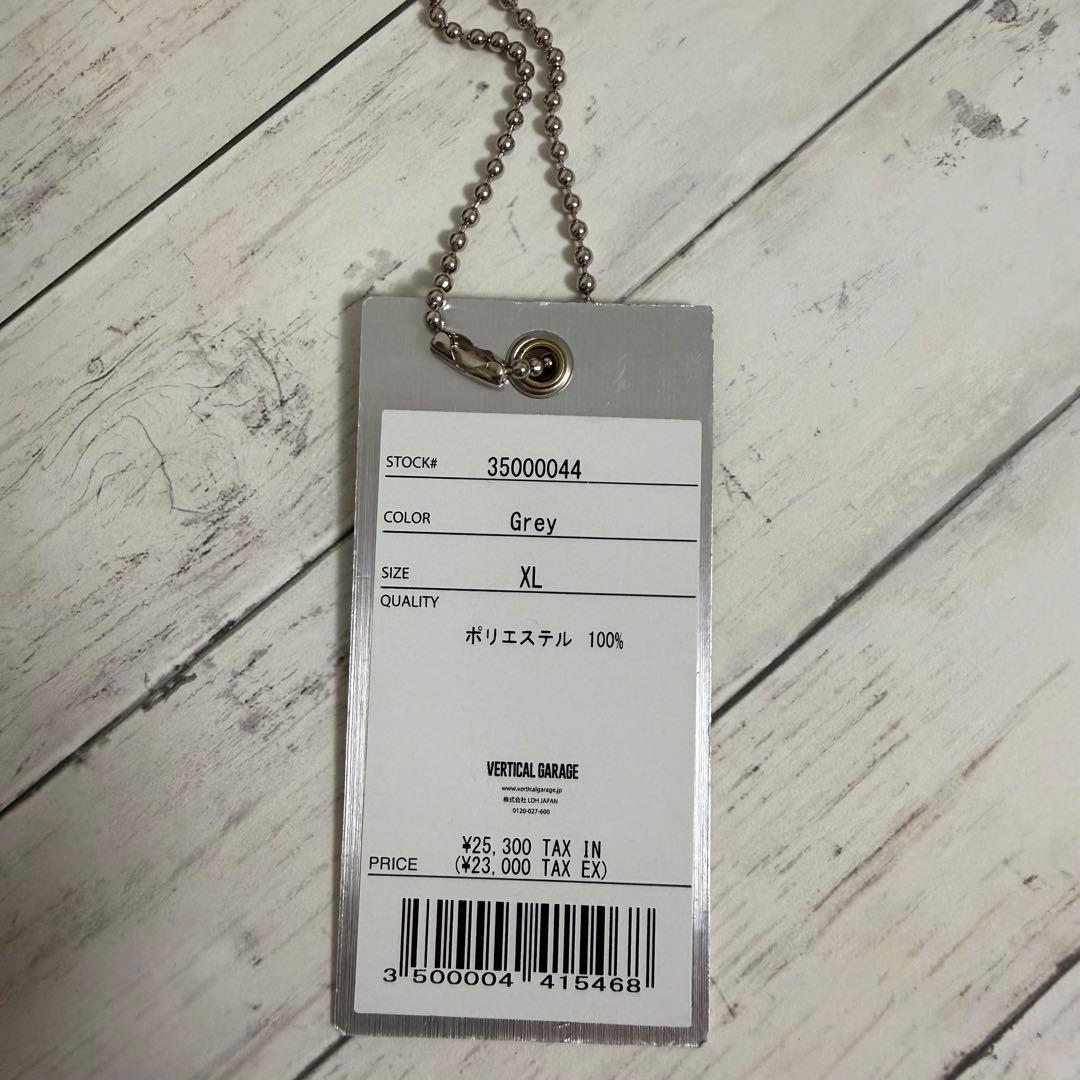 STOCK# 35000044
COLOR Grey
SIZE XL
QUALITY
ポリエステル 100%
VERTICAL GARAGE
www.verticalgarage.jp
株式会社 LDH JAPAN
0120-027-600
¥25,300 TAX IN
PRICE (¥23,000 TAX EX)
3 500004 415468